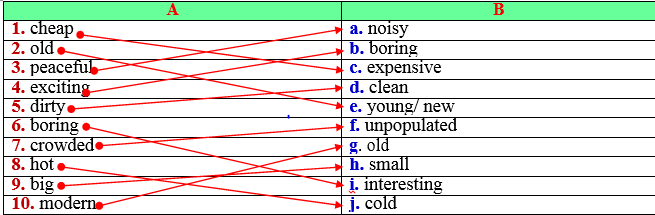 A B
1. cheap a. noisy
2. old b. boring
3. peaceful c. expensive
4. exciting d. clean
5. dirty e. young/ new
6. boring f. unpopulated
7. crowded g. old
8. hot h. small
9. big i. interesting
10. modern j. cold